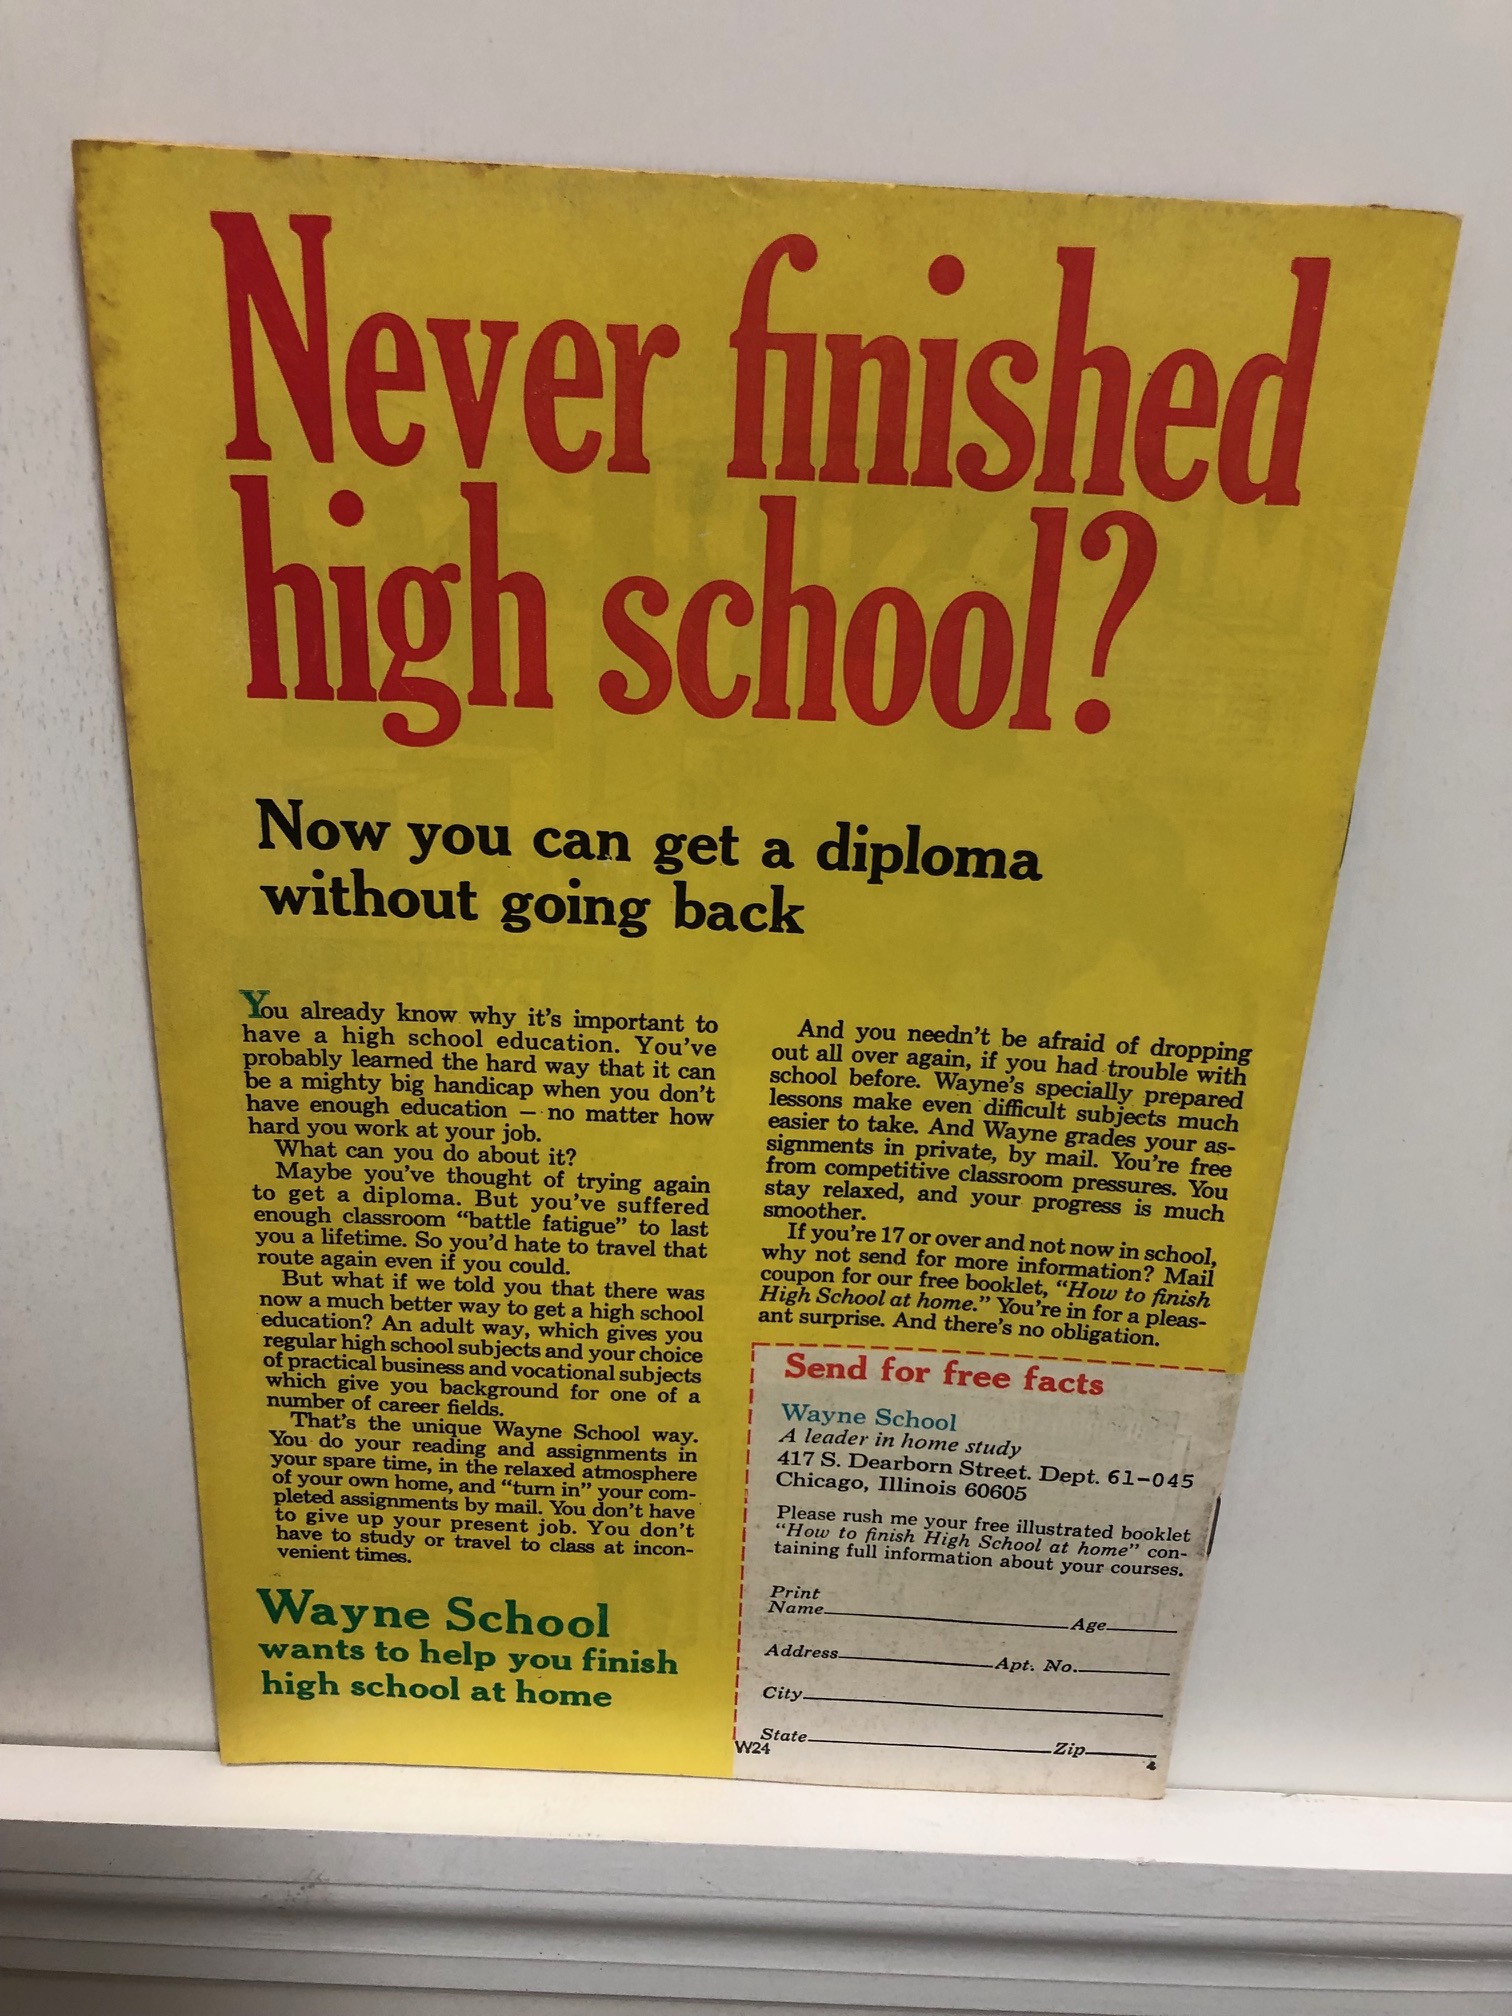 Never finished
high school?
Now you can get a diploma
without going back
You already know why it's important to
have a high school education. You've
probably learned the hard way that it can
be a mighty big handicap when you don't
have enough education — no matter how
hard you work at your job.
What can you do about it?
Maybe you've thought of trying again
to get a diploma. But you've suffered
enough classroom "battle fatigue" to last
you a lifetime. So you'd hate to travel that
route again even if you could.
But what if we told you that there was
now a much better way to get a high school
education? An adult way, which gives you
regular high school subjects and your choice
of practical business and vocational subjects
which give you background for one of a
number of career fields.
That's the unique Wayne School way.
You do your reading and assignments in
your spare time, in the relaxed atmosphere
of your own home, and "turn in" your com-
pleted assignments by mail. You don't have
to give up your present job. You don't
have to study or travel to class at incon-
venient times.
Wayne School
wants to help you finish
high school at home
And you needn't be afraid of dropping
out all over again, if you had trouble with
school before. Wayne's specially prepared
lessons make even difficult subjects much
easier to take. And Wayne grades your as-
signments in private, by mail. You're free
from competitive classroom pressures. You
stay relaxed, and your progress is much
smoother.
If you're 17 or over and not now in school,
why not send for more information? Mail
coupon for our free booklet, "How to finish
High School at home." You're in for a pleas-
ant surprise. And there's no obligation.
Send for free facts
Wayne School
A leader in home study
417 S. Dearborn Street. Dept. 61-045
Chicago, Illinois 60605
Please rush me your free illustrated booklet
"How to finish High School at home" con-
taining full information about your courses.
Print
Name Age
Address Apt. No.
City
State Zip
W24